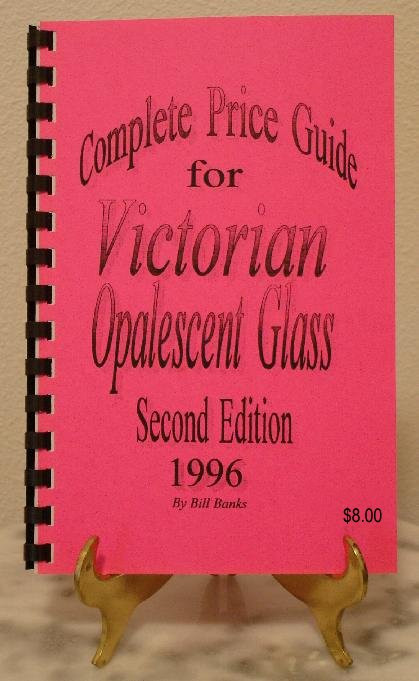 Complete Price Guide
for
Victorian
Opalescent Glass
Second Edition
1996
By Bill Banks
$8.00